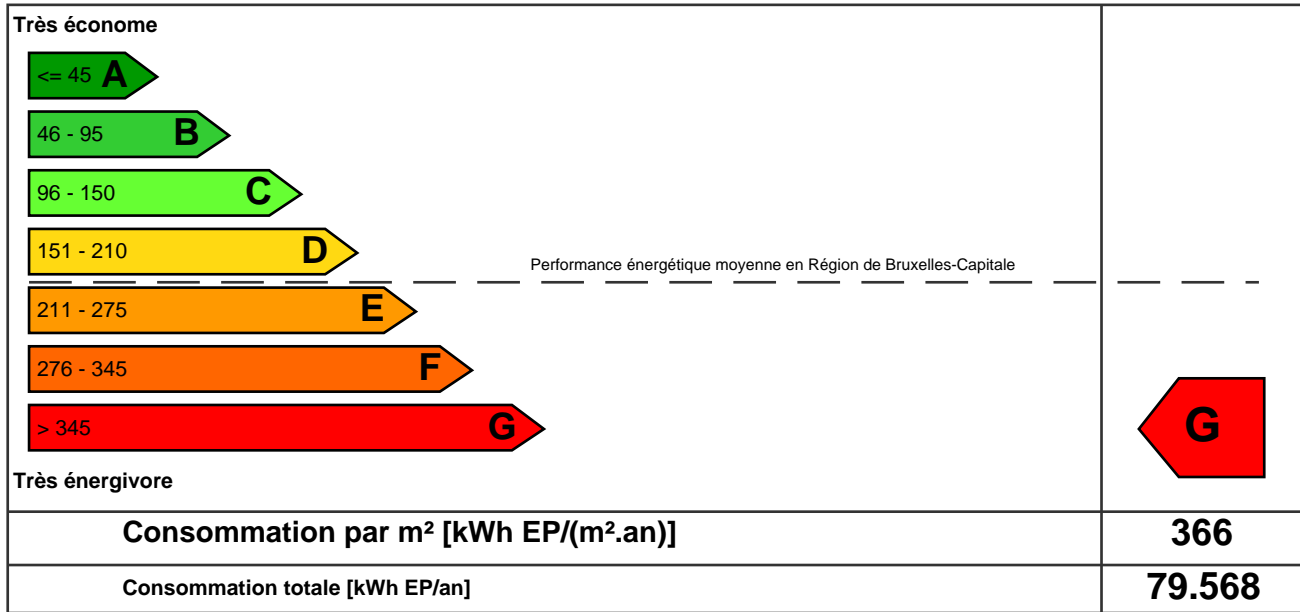 Très économe
<= 45 A
46 - 95 B
96 - 150 C
151 - 210 D
Performance énergétique moyenne en Région de Bruxelles-Capitale
211 - 275 E
276 - 345 F
> 345 G
G
Très énergivore
Consommation par m² [kWh EP/(m².an)] 366
Consommation totale [kWh EP/an] 79.568